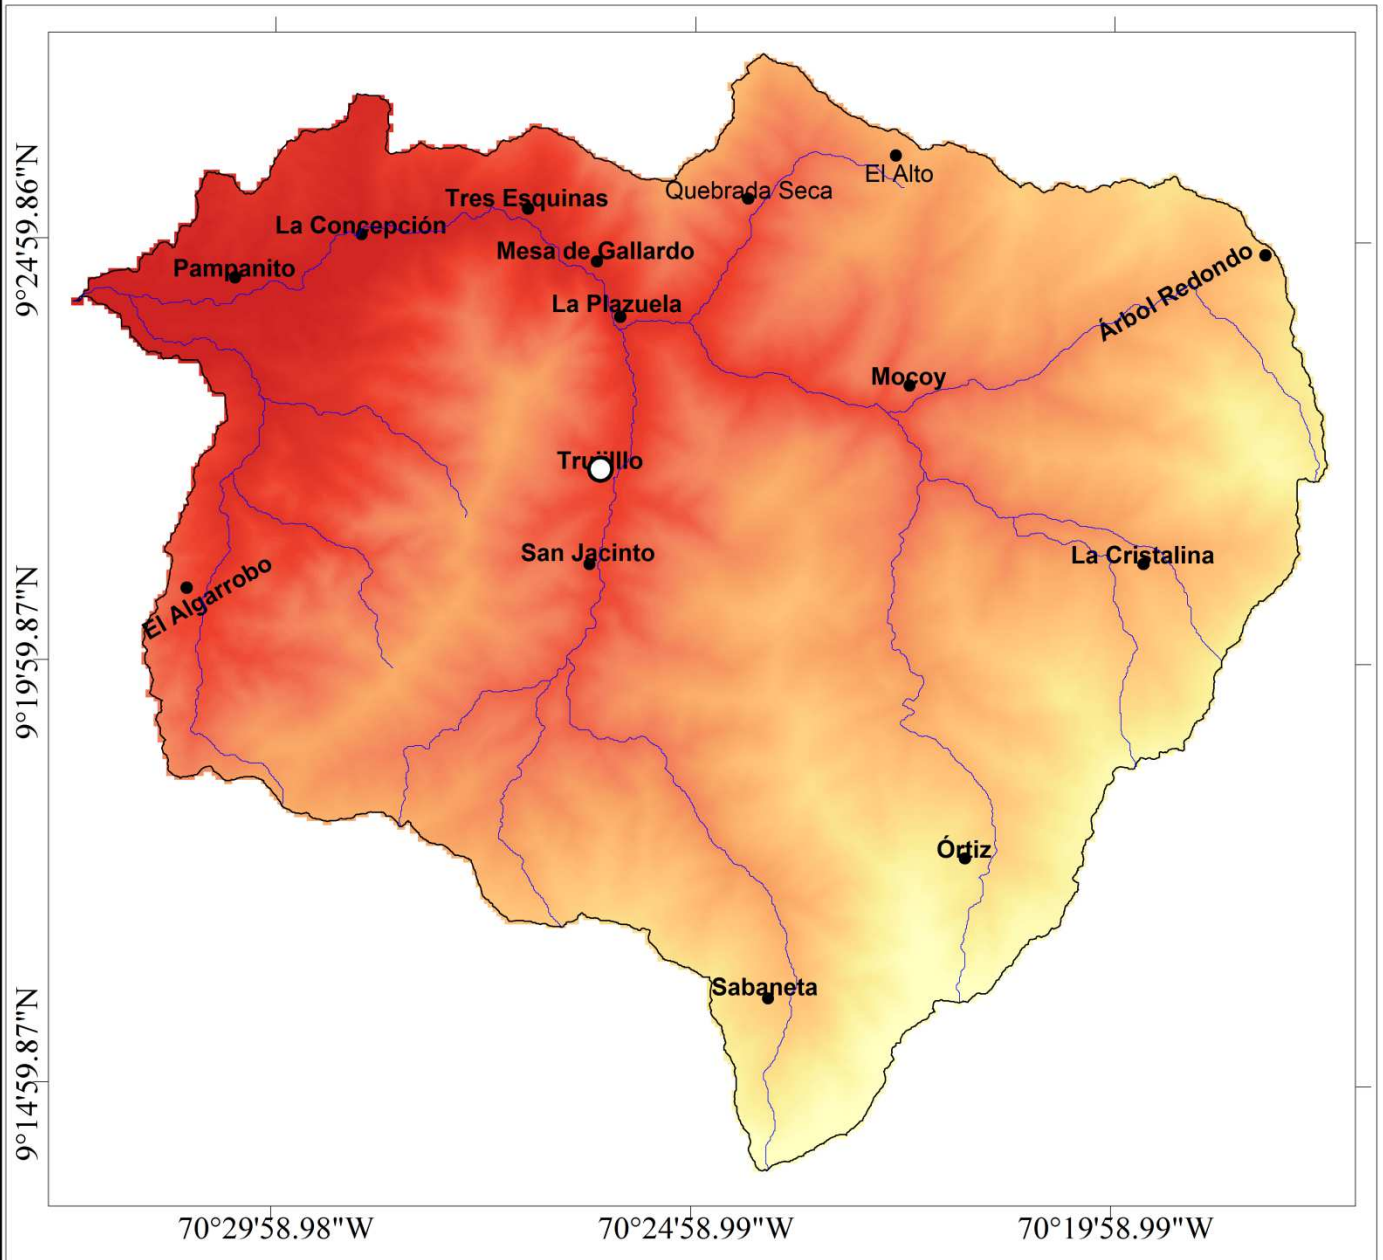 El Alto
Quebrada Seca
Tres Esquinas
La Concepción
Mesa de Gallardo
Pampanito
Árbol Redondo
La Plazuela
Mocoy
Trujilllo
San Jacinto
La Cristalina
El Algarrobo
Órtiz
Sabaneta
9°24'59.86"N
9°19'59.87"N
9°14'59.87"N
70°29'58.98"W
70°24'58.99"W
70°19'58.99"W